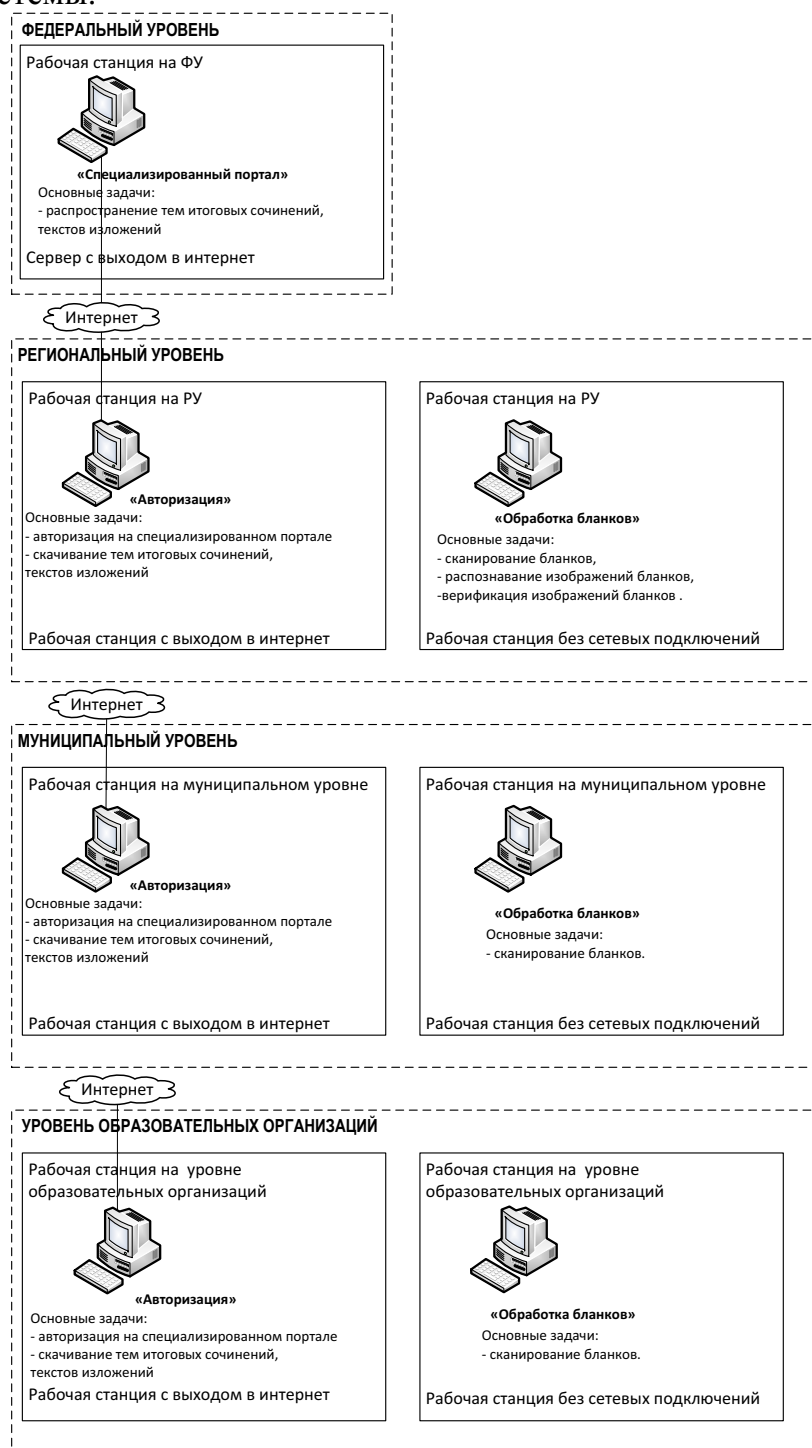 ФЕДЕРАЛЬНЫЙ УРОВЕНЬ
Рабочая станция на ФУ
«Специализированный портал»
Основные задачи:
- распространение тем итоговых сочинений,
текстов изложений
Сервер с выходом в интернет
Интернет
РЕГИОНАЛЬНЫЙ УРОВЕНЬ
Рабочая станция на РУ
«Авторизация»
Основные задачи:
- авторизация на специализированном портале
- скачивание тем итоговых сочинений,
текстов изложений
Рабочая станция с выходом в интернет
Рабочая станция на РУ
«Обработка бланков»
Основные задачи:
- сканирование бланков,
- распознавание изображений бланков,
-верификация изображений бланков .
Рабочая станция без сетевых подключений
Интернет
МУНИЦИПАЛЬНЫЙ УРОВЕНЬ
Рабочая станция на муниципальном уровне
«Авторизация»
Основные задачи:
- авторизация на специализированном портале
- скачивание тем итоговых сочинений,
текстов изложений
Рабочая станция с выходом в интернет
Рабочая станция на муниципальном уровне
«Обработка бланков»
Основные задачи:
- сканирование бланков.
Рабочая станция без сетевых подключений
Интернет
УРОВЕНЬ ОБРАЗОВАТЕЛЬНЫХ ОРГАНИЗАЦИЙ
Рабочая станция на уровне
образовательных организаций
«Авторизация»
Основные задачи:
- авторизация на специализированном портале
- скачивание тем итоговых сочинений,
текстов изложений
Рабочая станция с выходом в интернет
Рабочая станция на уровне
образовательных организаций
«Обработка бланков»
Основные задачи:
- сканирование бланков.
Рабочая станция без сетевых подключений